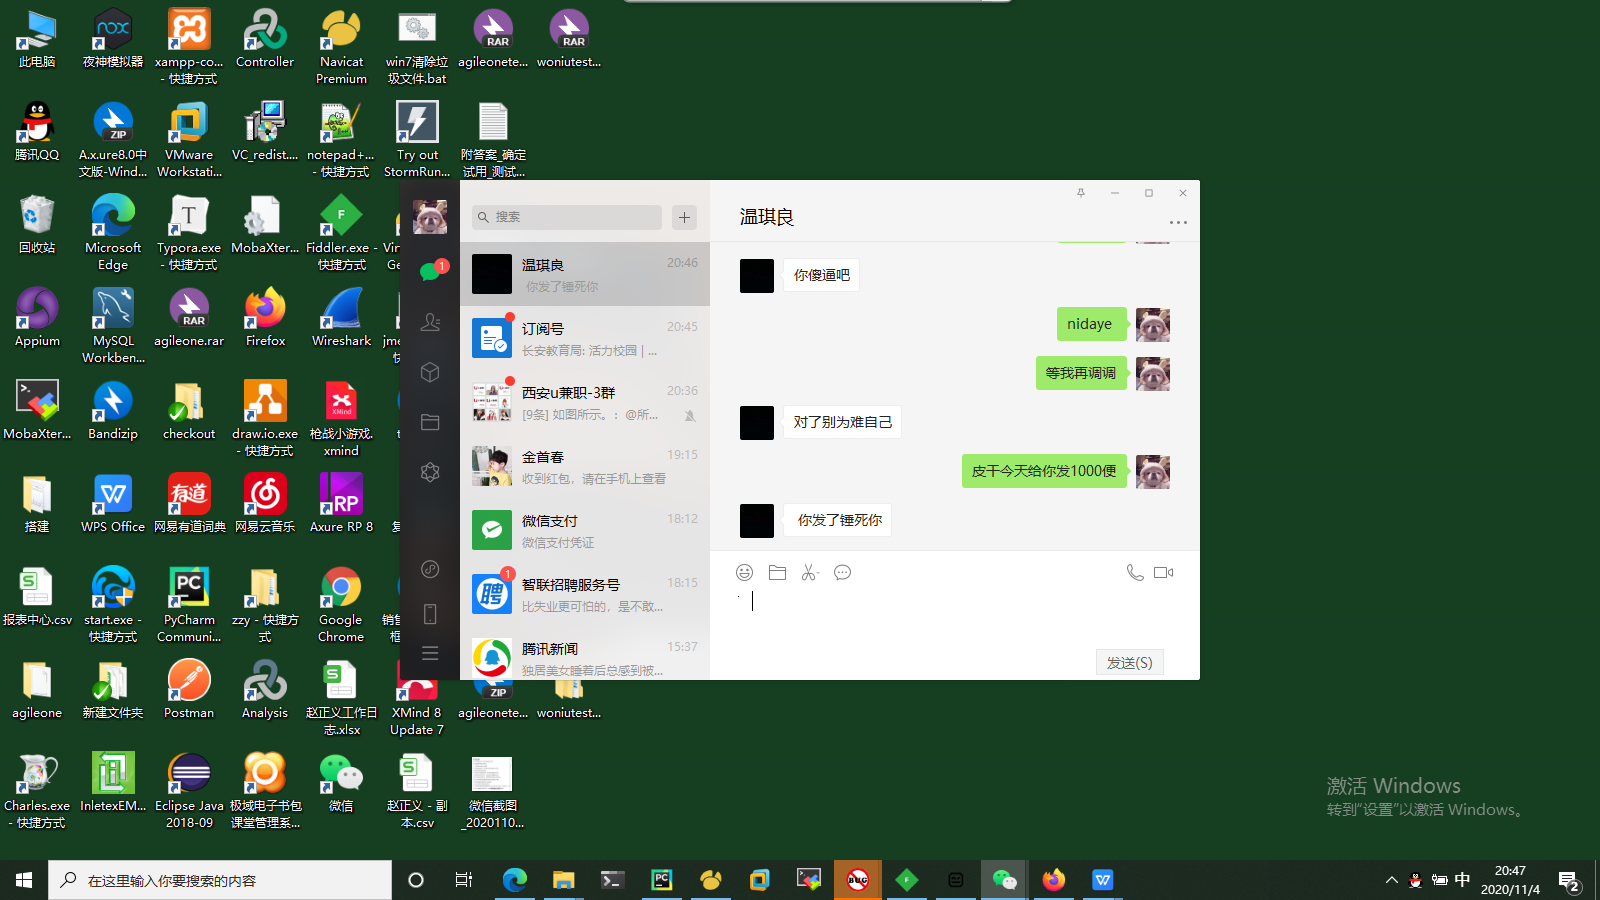 此电脑
夜神模拟器
xampp-co...
- 快捷方式
Controller
Navicat
Premium
win7清除垃
圾文件.bat
agileonete...
woniutest...
腾讯QQ
A.x.ure8.0中
文版-Wind...
VMware
Workstati...
VC_redist....
notepad+...
- 快捷方式
Try out
StormRun...
附答案_确定
试用_测试...
回收站
Microsoft
Edge
Typora.exe
- 快捷方式
MobaXter...
Fiddler.exe -
快捷方式
Appium
MySQL
Workben...
agileone.rar
Firefox
Wireshark
MobaXter...
Bandizip
checkout
draw.io.exe
- 快捷方式
枪战小游戏.
xmind
搭建
WPS Office
网易有道词典
网易云音乐
Axure RP 8
报表中心.csv
start.exe -
快捷方式
PyCharm
Communi...
zzy - 快捷方
式
Google
Chrome
agileone
新建文件夹
Postman
Analysis
赵正义工作日
志.xlsx
XMind 8
Update 7
agileonete...
woniutest...
Charles.exe
- 快捷方式
InletexEM...
Eclipse Java
2018-09
极域电子书包
课堂管理系...
微信
赵正义 - 副
本.csv
微信截图
_2020110...
搜索
温琪良
20:46
你发了锤死你
订阅号
20:45
长安教育局: 活力校园 | ...
西安u兼职-3群
20:36
[9条] 如图所示。: @所...
金首春
19:15
收到红包，请在手机上查看
微信支付
18:12
微信支付凭证
智联招聘服务号
18:15
比失业更可怕的，是不敢...
腾讯新闻
15:37
独居美女睡着后总感到被...
温琪良
你傻逼吧
nidaye
等我再调调
对了别为难自己
皮干今天给你发1000便
你发了锤死你
发送(S)
激活 Windows
转到"设置"以激活 Windows。
在这里输入你要搜索的内容
中
20:47
2020/11/4
2